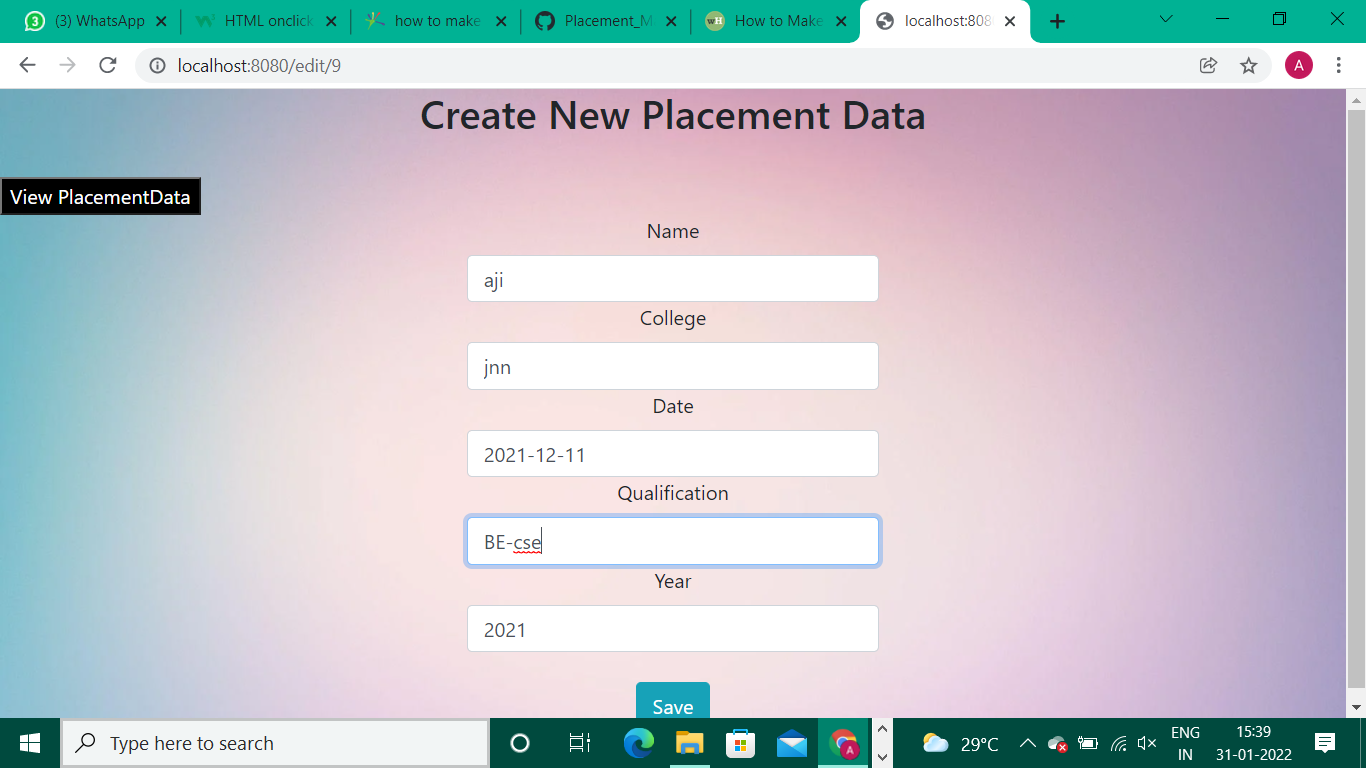 (3) WhatsApp
HTML onclick
how to make
Placement_M
How to Make
localhost:808
localhost:8080/edit/9
A
Create New Placement Data
View PlacementData
Name
aji
College
jnn
Date
2021-12-11
Qualification
BE-cse
Year
2021
Save
Type here to search
A
29°C
ENG
IN
15:39
31-01-2022